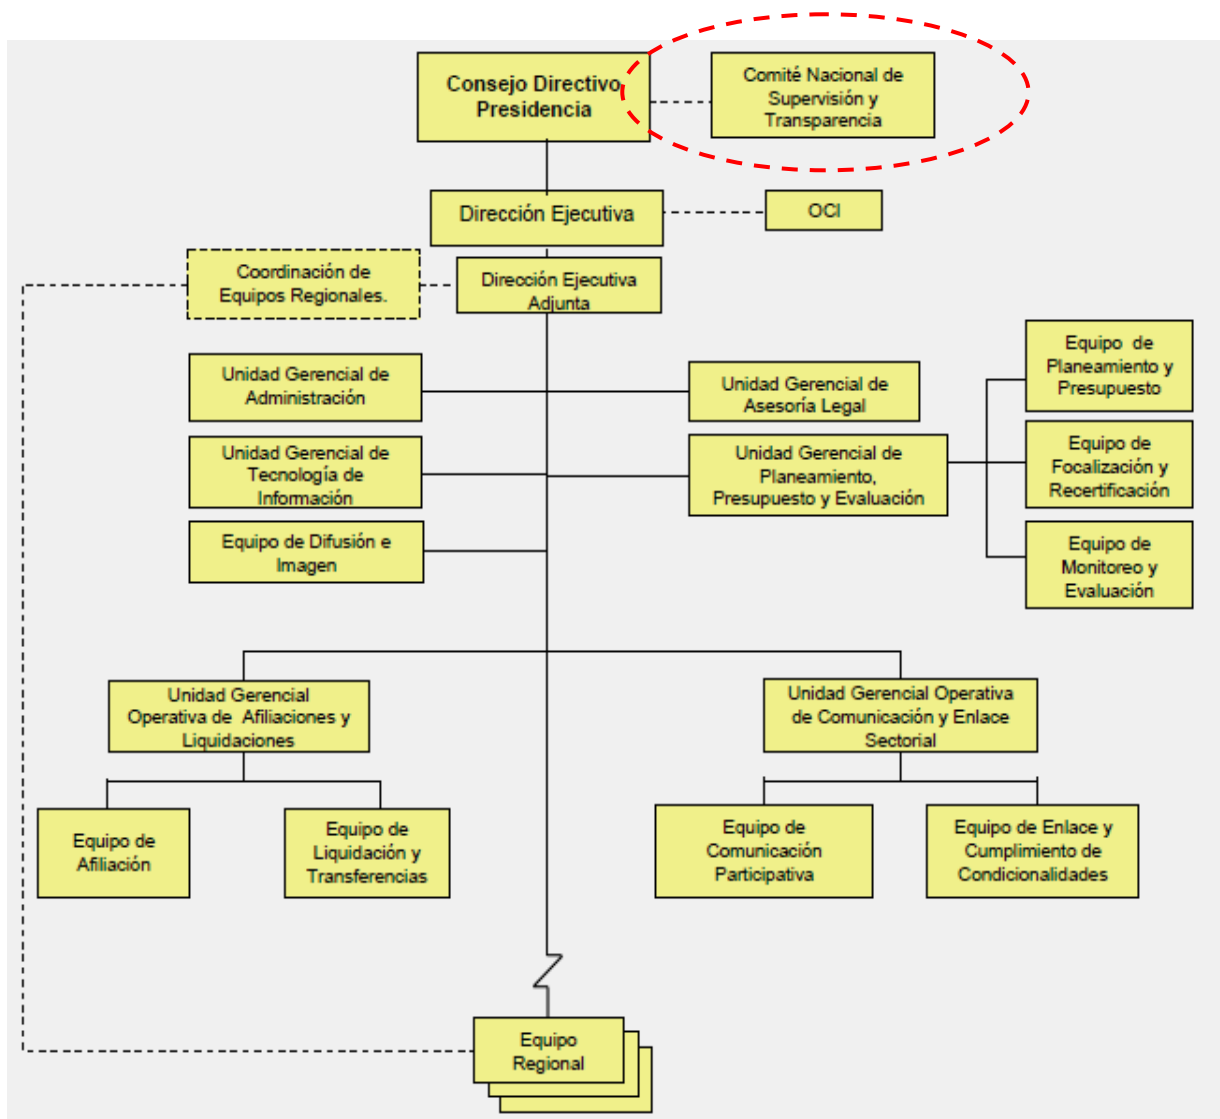 Consejo Directivo
Presidencia
Comité Nacional de
Supervisión y
Transparencia
Dirección Ejecutiva
OCI
Coordinación de
Equipos Regionales.
Dirección Ejecutiva
Adjunta
Unidad Gerencial de
Administración
Unidad Gerencial de
Asesoría Legal
Equipo de
Planeamiento y
Presupuesto
Unidad Gerencial de
Tecnología de
Información
Unidad Gerencial de
Planeamiento,
Presupuesto y Evaluación
Equipo de
Focalización y
Recertificación
Equipo de Difusión e
Imagen
Equipo de
Monitoreo y
Evaluación
Unidad Gerencial
Operativa de Afiliaciones y
Liquidaciones
Unidad Gerencial Operativa
de Comunicación y Enlace
Sectorial
Equipo de
Afiliación
Equipo de
Liquidación y
Transferencias
Equipo de
Comunicación
Participativa
Equipo de Enlace y
Cumplimiento de
Condicionalidades
Equipo
Regional